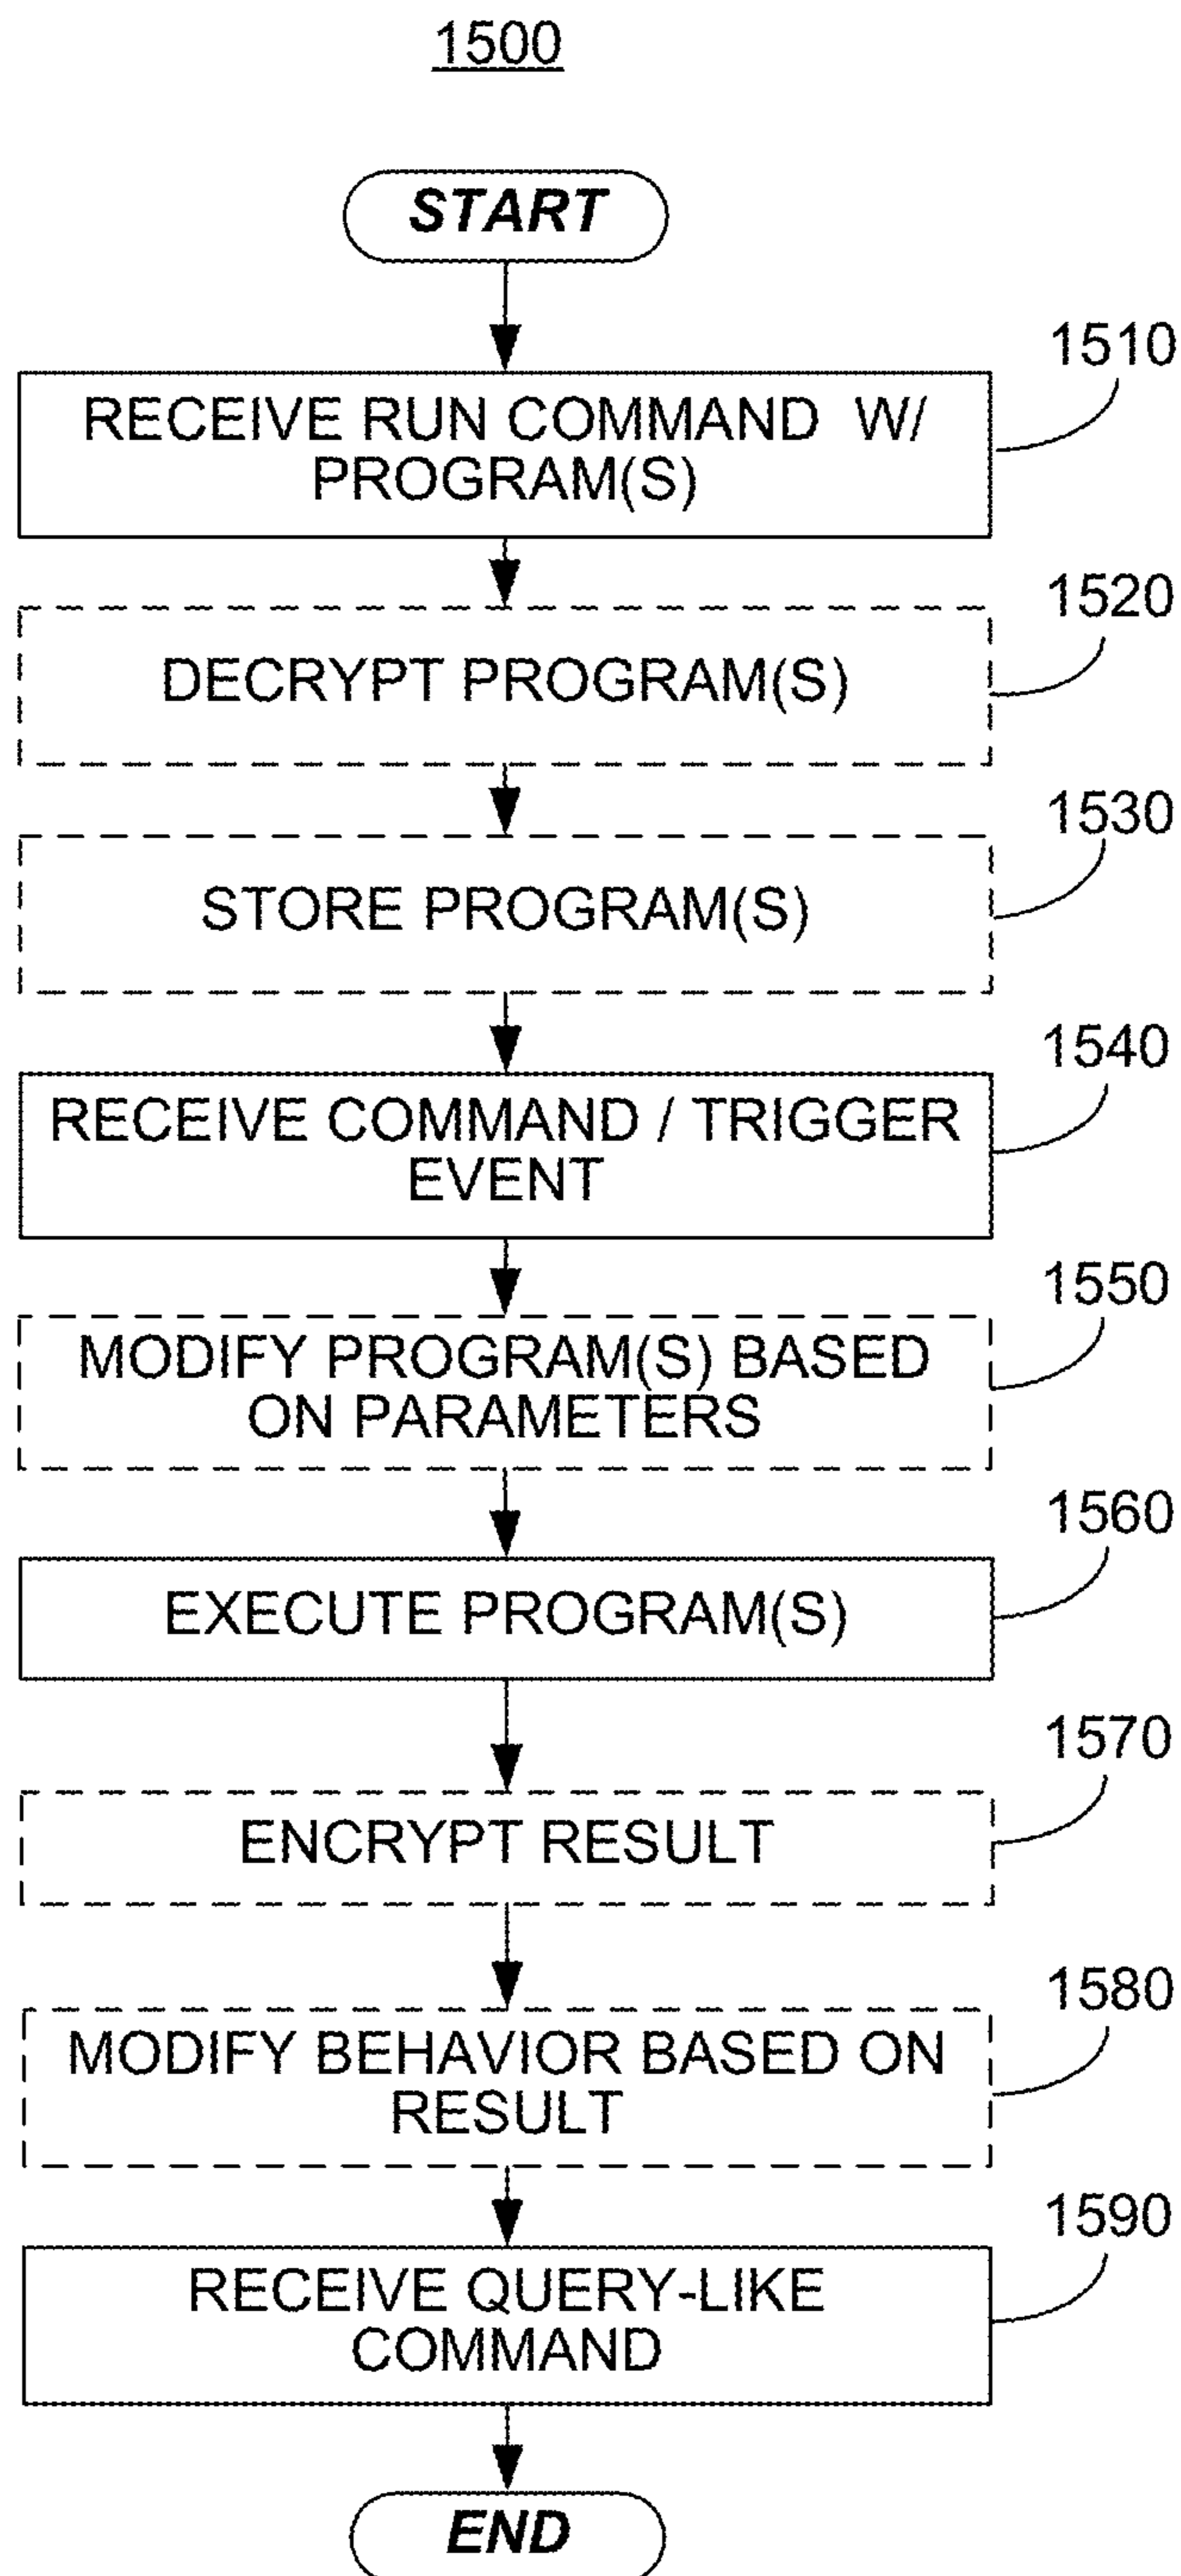 1500
START
1510
RECEIVE RUN COMMAND W/
PROGRAM(S)
1520
DECRYPT PROGRAM(S)
1530
STORE PROGRAM(S)
1540
RECEIVE COMMAND / TRIGGER
EVENT
1550
MODIFY PROGRAM(S) BASED
ON PARAMETERS
1560
EXECUTE PROGRAM(S)
1570
ENCRYPT RESULT
1580
MODIFY BEHAVIOR BASED ON
RESULT
1590
RECEIVE QUERY-LIKE
COMMAND
END